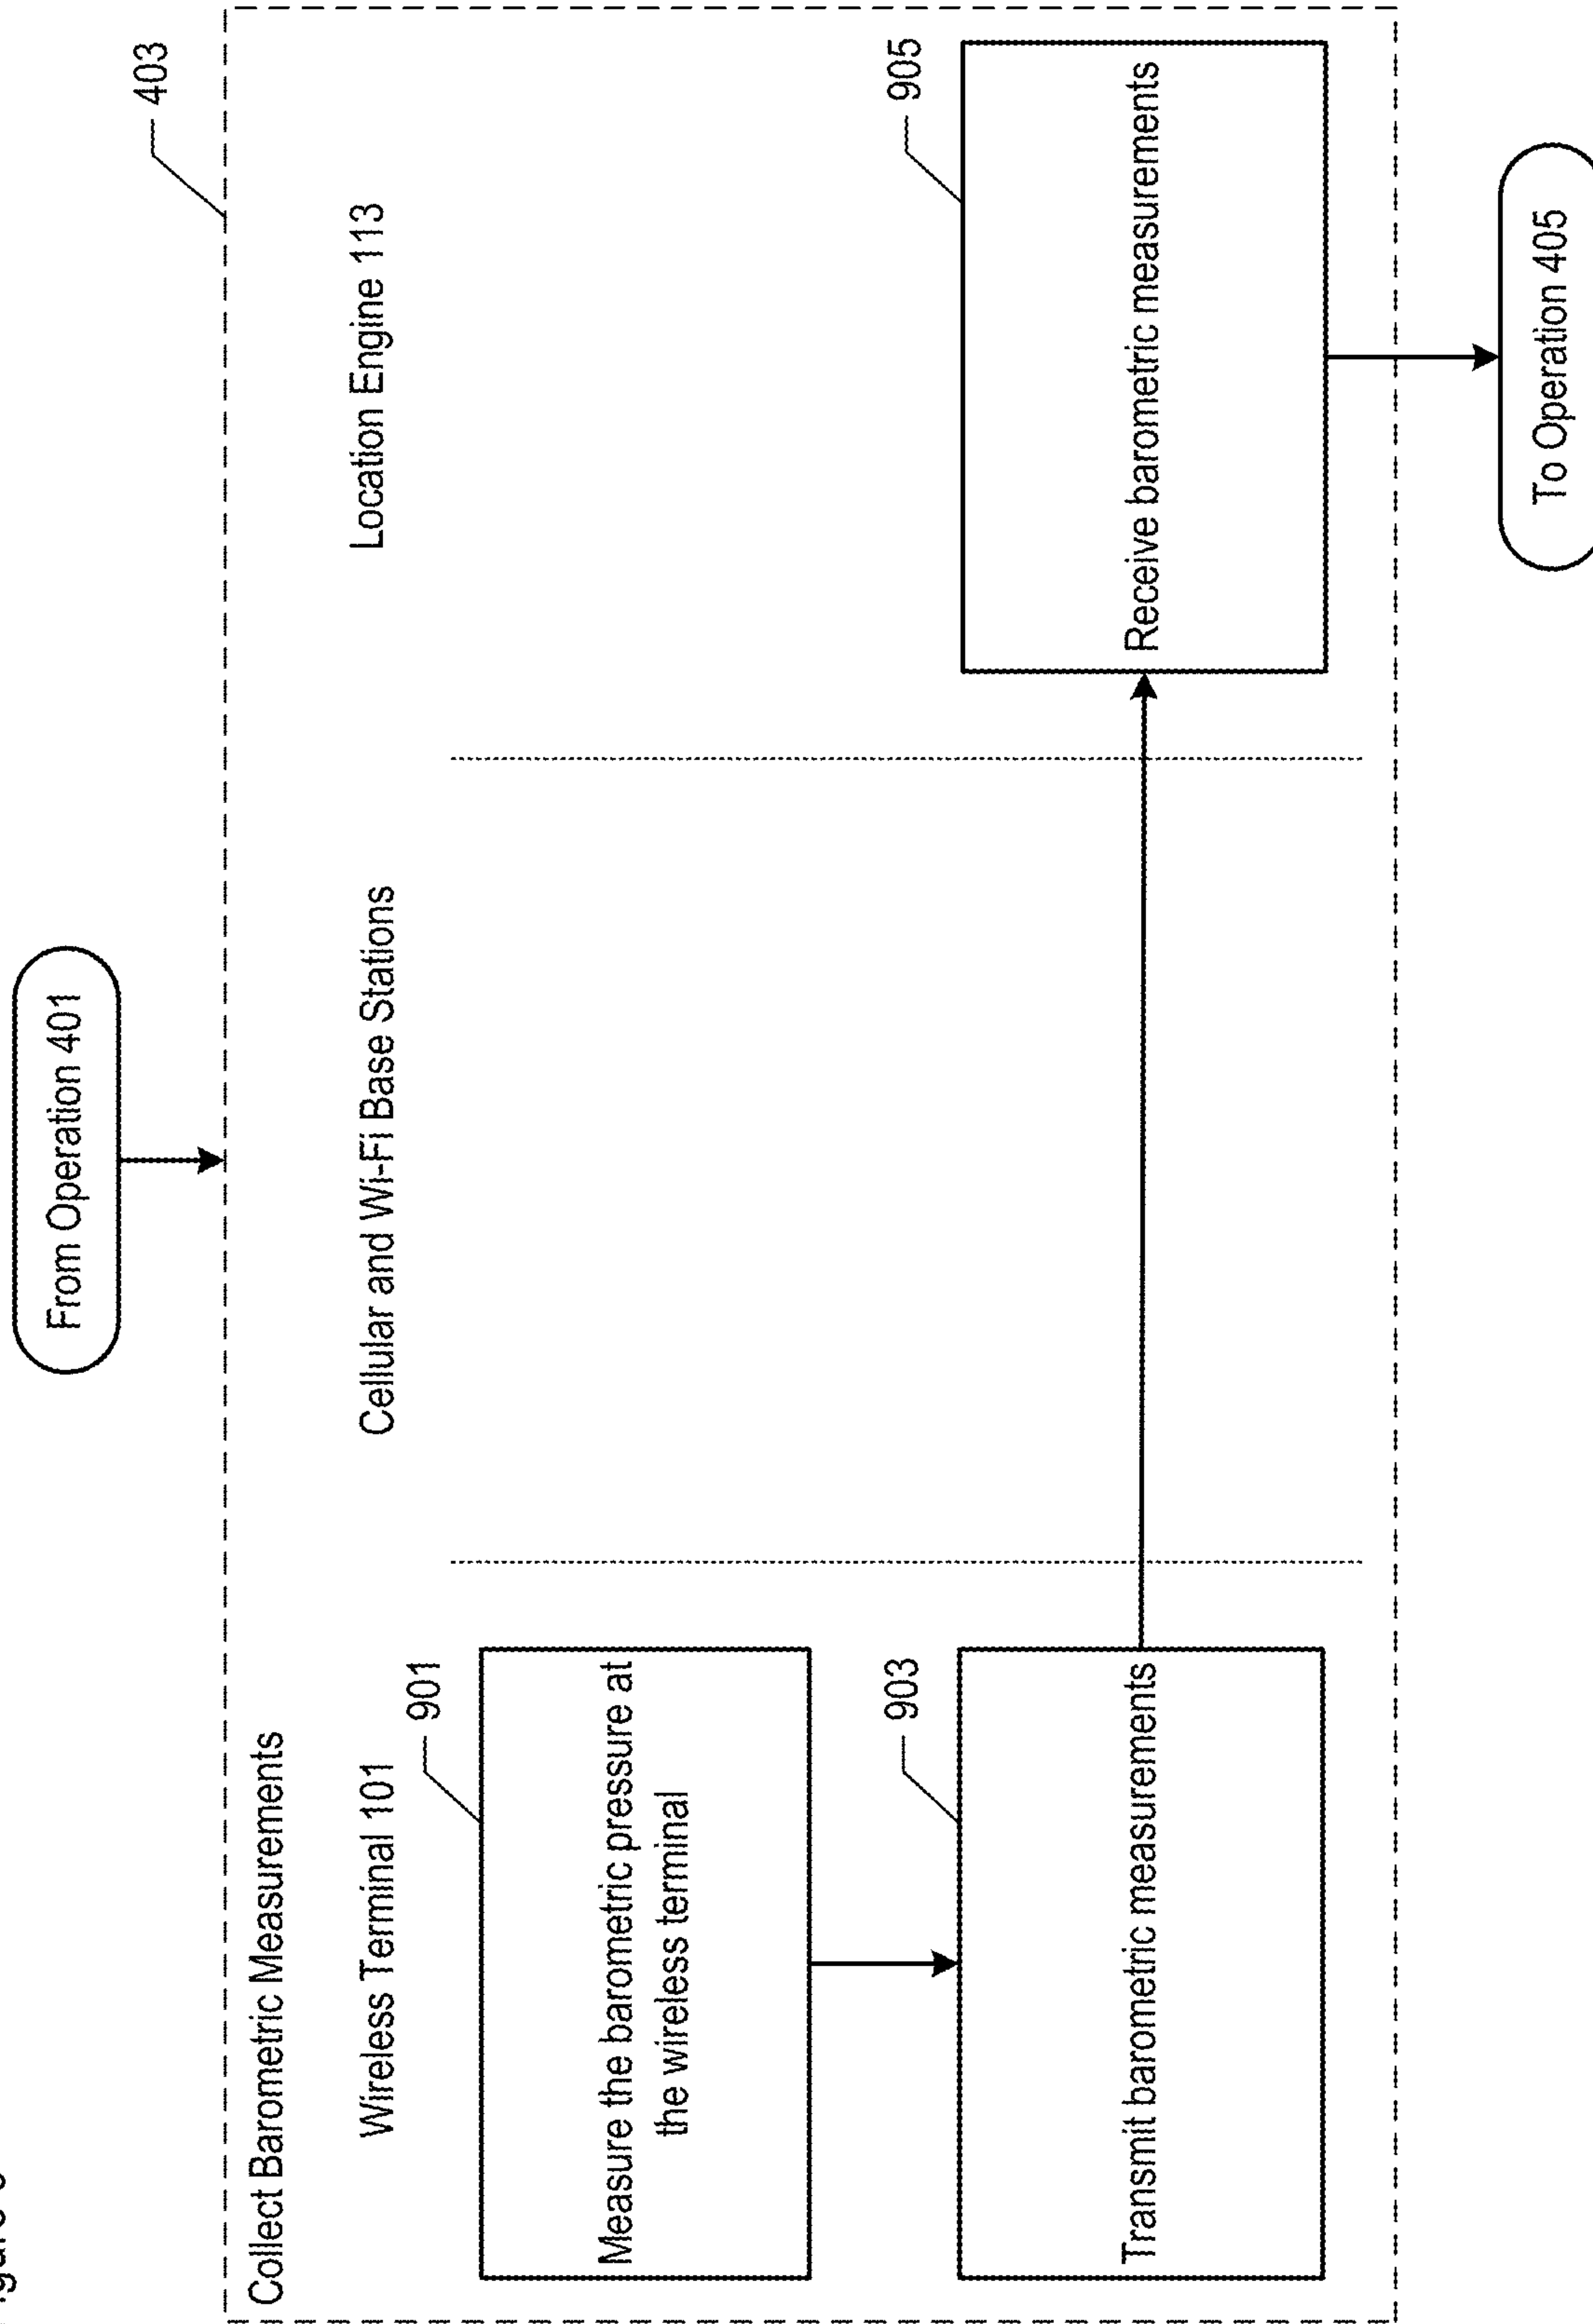 From Operation 401
403
Collect Barometric Measurements
Wireless Terminal 101
Cellular and Wi-Fi Base Stations
Location Engine 113
901
Measure the barometric pressure at
the wireless terminal
903
Transmit barometric measurements
905
Receive barometric measurements
To Operation 405